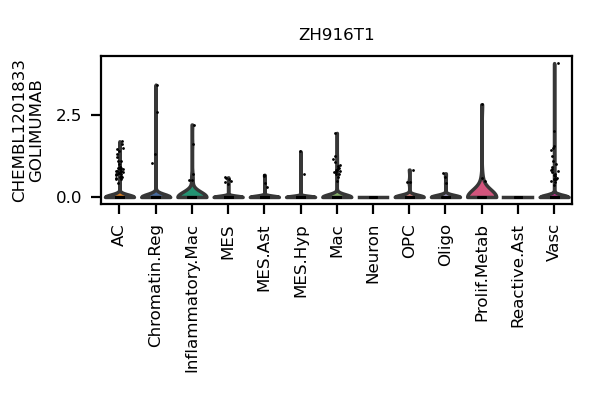 ZH916T1
CHEMBL1201833
GOLIMUMAB
2.5
0.0
AC
Chromatin.Reg
Inflammatory.Mac
MES
MES.Ast
MES.Hyp
Mac
Neuron
OPC
Oligo
Prolif.Metab
Reactive.Ast
Vasc